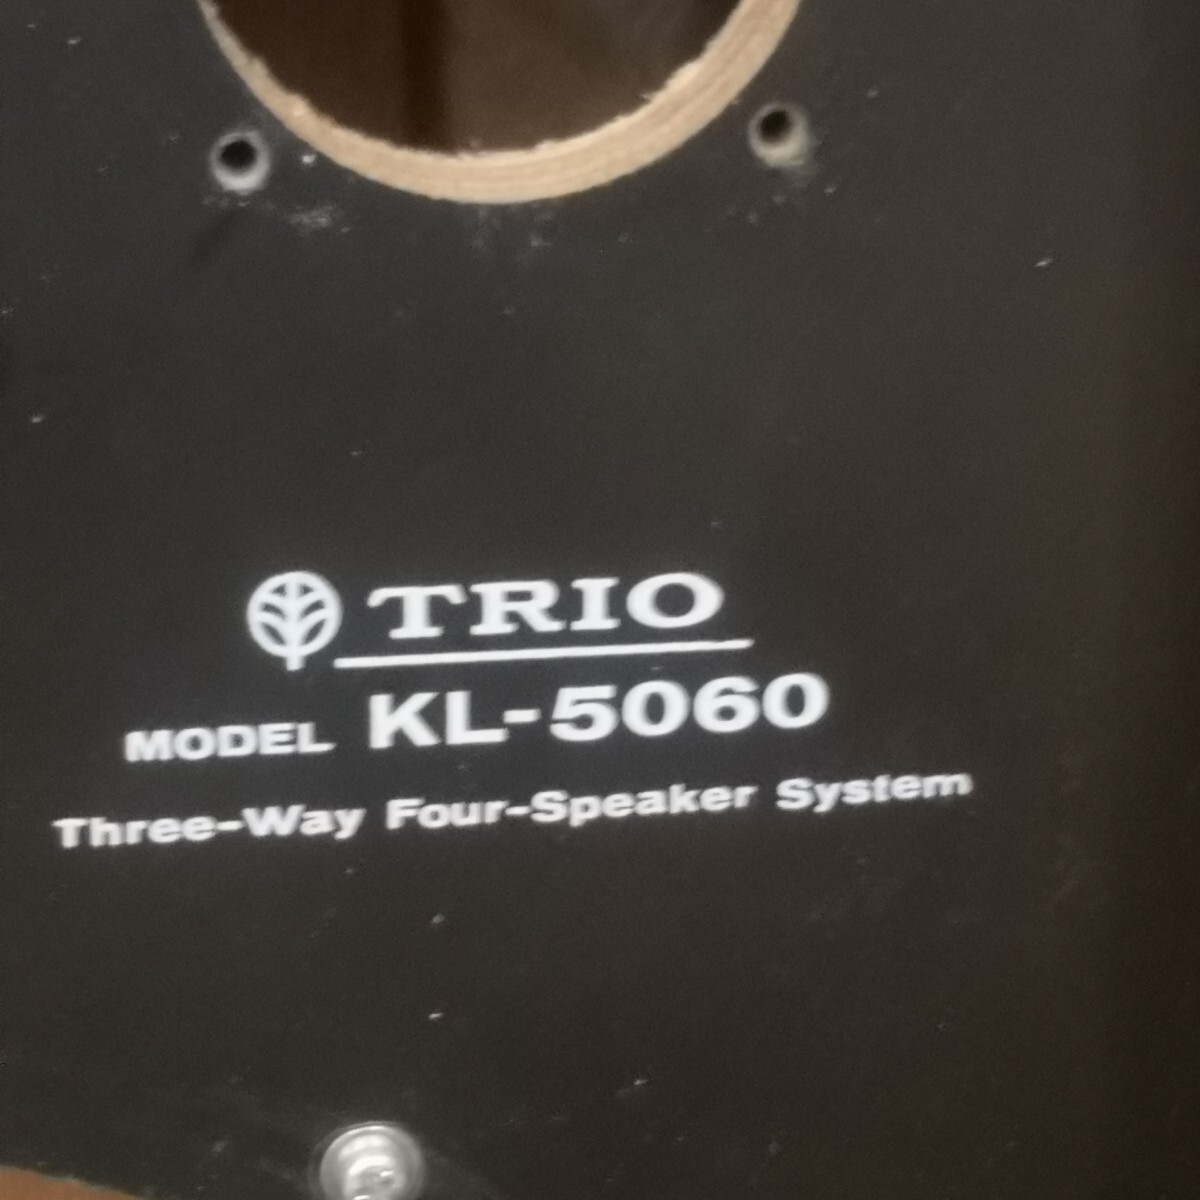 TRIO
MODEL KL-5060
Three-Way Four-Speaker System